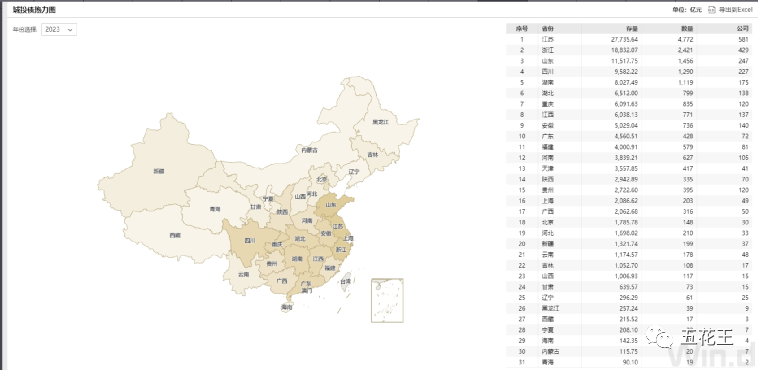 城投债热力图
单位: 亿元 导出到Excel
年份选择 2023
序号 省份 存量 数量 公司
1 江苏 27,735.64 4,772 581
2 浙江 18,832.07 2,421 429
3 山东 11,517.75 1,456 247
4 四川 9,582.22 1,290 227
5 湖南 8,027.49 1,119 175
6 湖北 6,512.00 799 138
7 重庆 6,091.63 835 120
8 江西 6,038.13 771 137
9 安徽 5,029.04 736 140
10 广东 4,560.51 428 72
11 福建 4,000.91 579 81
12 河南 3,839.21 627 105
13 天津 3,557.85 417 41
14 陕西 2,942.89 335 70
15 贵州 2,722.60 395 120
16 上海 2,086.62 203 49
17 广西 2,062.68 316 50
18 北京 1,785.78 148 30
19 河北 1,698.02 210 33
20 新疆 1,321.74 199 37
21 云南 1,174.57 178 48
22 吉林 1,052.70 108 17
23 山西 1,006.93 117 15
24 甘肃 639.57 73 15
25 辽宁 296.29 61 25
26 黑龙江 257.24 39 9
27 西藏 215.52 17 3
28 宁夏 208.10 7
29 海南 142.35 4
30 内蒙古 115.75 20 7
31 青海 90.10 19 2
黑龙江
吉林
内蒙古
辽宁
新疆
北京
河北
宁夏
山西
山东
青海
甘肃
陕西
河南
江苏
西藏
四川
重庆
湖北
安徽
上海
浙江
贵州
湖南
江西
福建
云南
广西
广东
台湾
澳门
海南
五花王
Win.d